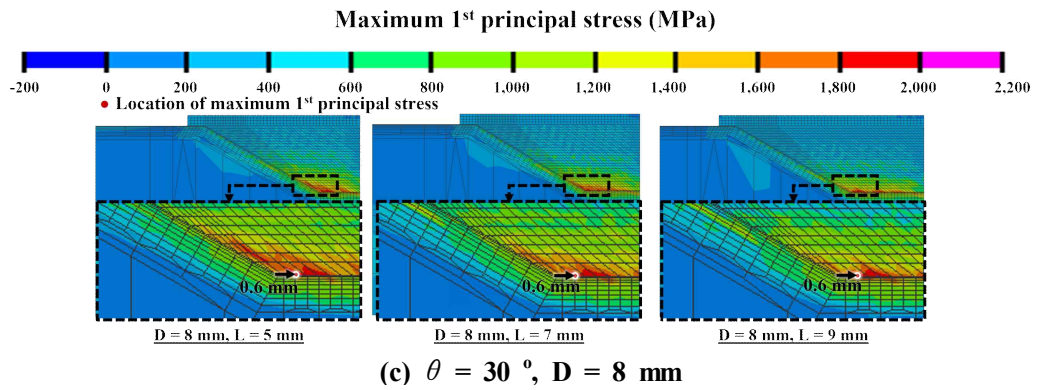 Maximum 1st principal stress (MPa)
-200 0 200 400 600 800 1,000 1,200 1,400 1,600 1,800 2,000 2,200
● Location of maximum 1st principal stress
0.6 mm 0.6 mm 0.6 mm
D = 8 mm, L = 5 mm D = 8 mm, L = 7 mm D = 8 mm, L = 9 mm
(c) θ = 30 °, D = 8 mm